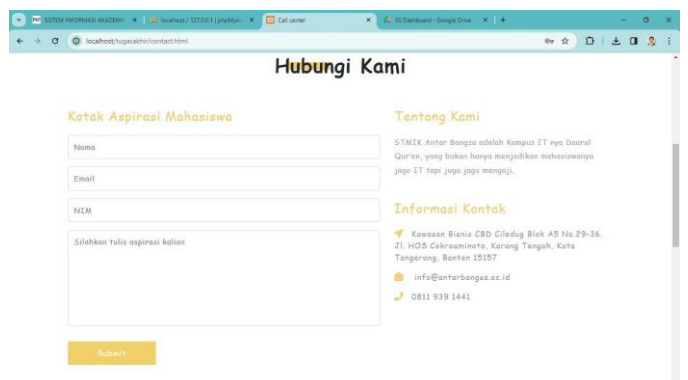 SISTEM INFORMASI AKADEMI
localhost / 127.0.0.1 | phpMyA
Call center
S1 Dashboard - Google Drive
localhost/tugasakhir/contact.html
Hubungi Kami
Kotak Aspirasi Mahasiswa
Nama
Email
NIM
Silahkan tulis aspirasi kalian
Submit
Tentang Kami
STMIK Antar Bangsa adalah Kampus IT nya Daarul
Qur'an, yang bukan hanya menjadikan mahasiswanya
jago IT tapi juga jago mengaji.
Informasi Kontak
Kawasan Bisnis CBD Ciledug Blok A5 No.29-36,
Jl. HOS Cokroaminoto, Karang Tengah, Kota
Tangerang, Banten 15157
info@antarbangsa.ac.id
0811 939 1441